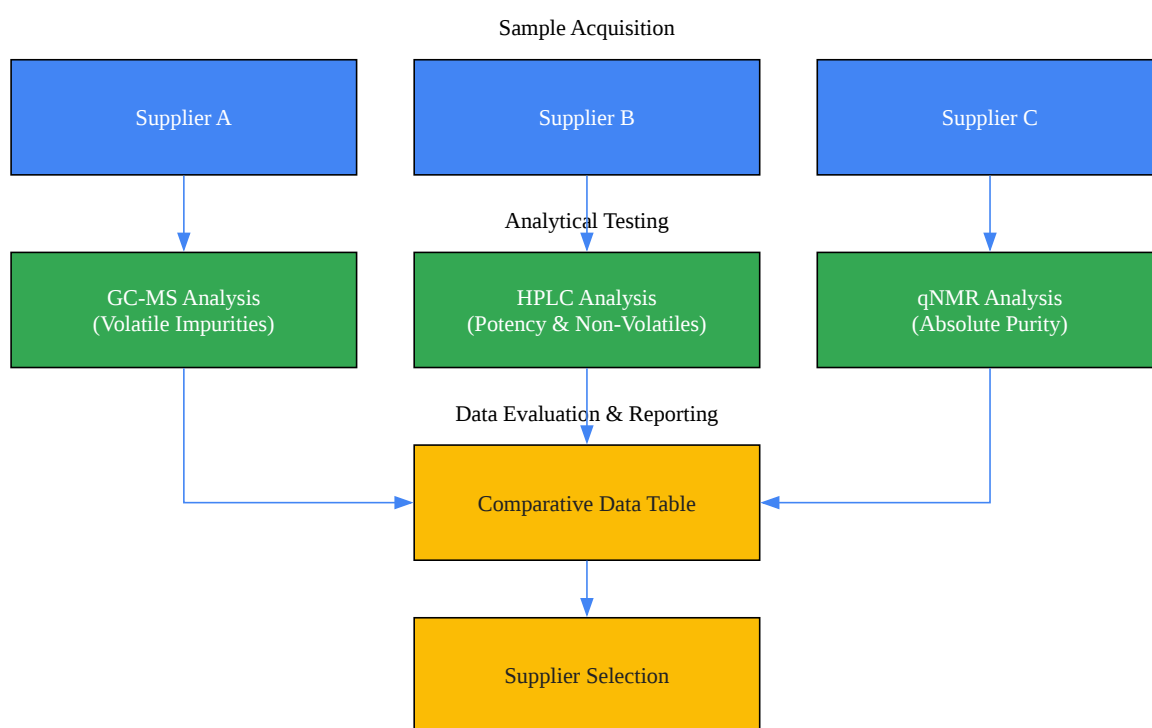 Sample Acquisition
Supplier A
Supplier B
Supplier C
Analytical Testing
GC-MS Analysis
(Volatile Impurities)
HPLC Analysis
(Potency & Non-Volatiles)
qNMR Analysis
(Absolute Purity)
Data Evaluation & Reporting
Comparative Data Table
Supplier Selection